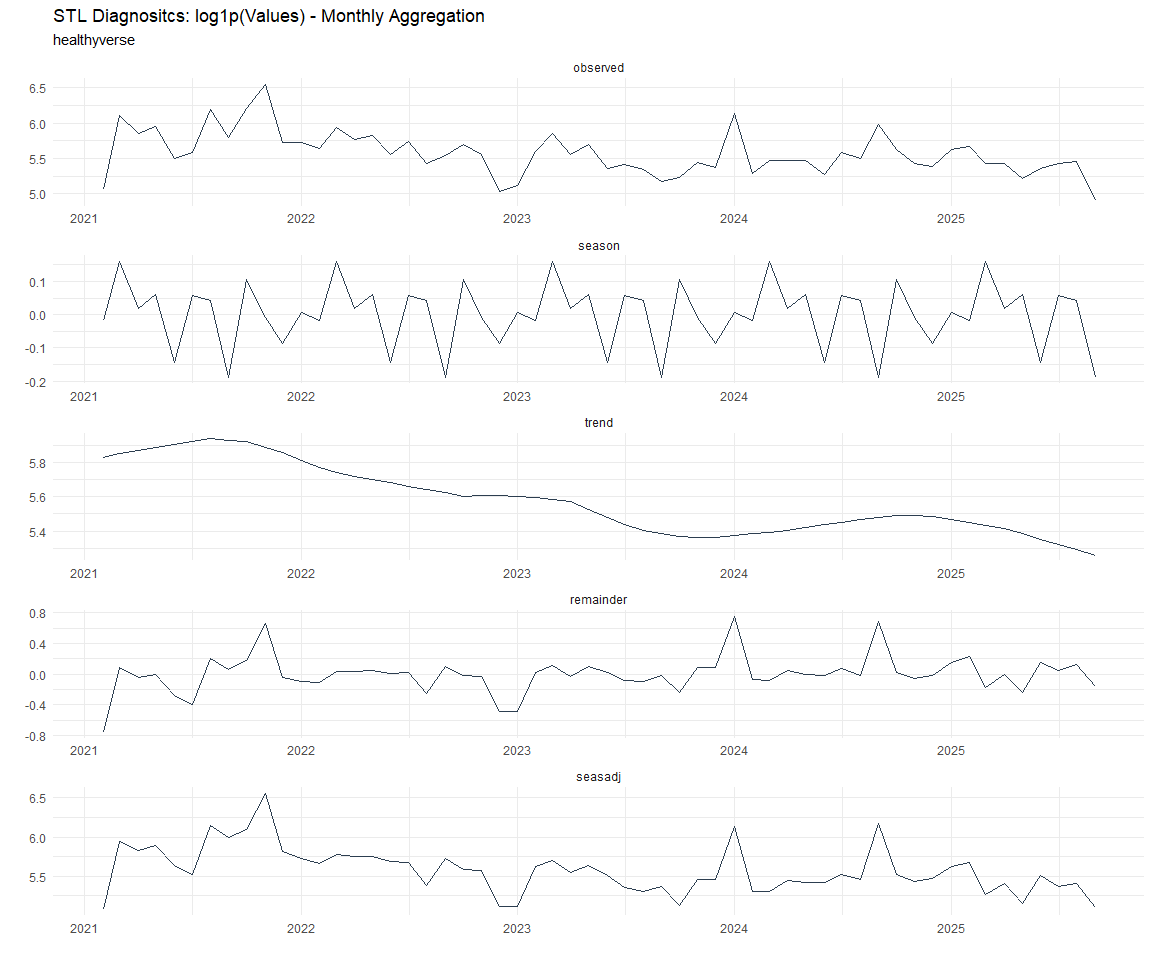 STL Diagnositcs: log1p(Values) - Monthly Aggregation
healthyverse
observed
6.5
6.0
5.5
5.0
2021 2022 2023 2024 2025
season
0.1
0.0
-0.1
-0.2
2021 2022 2023 2024 2025
trend
5.8
5.6
5.4
2021 2022 2023 2024 2025
remainder
0.8
0.4
0.0
-0.4
-0.8
2021 2022 2023 2024 2025
seasadj
6.5
6.0
5.5
2021 2022 2023 2024 2025